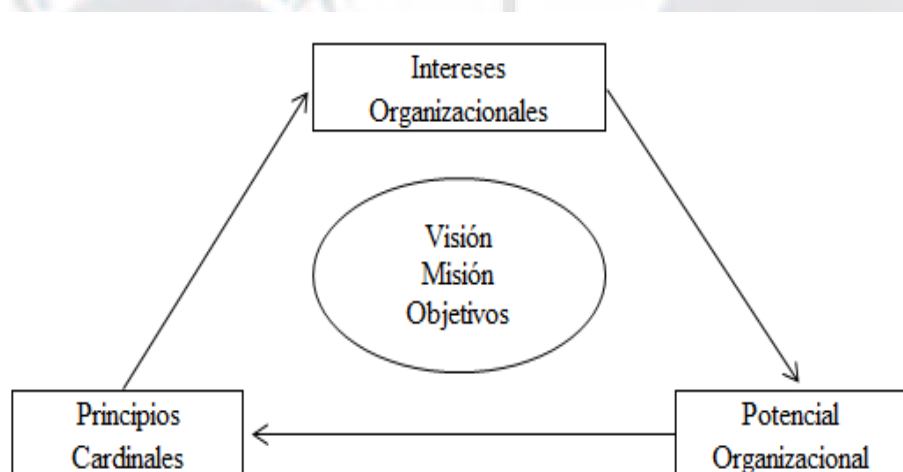 Intereses
Organizacionales
Visión
Misión
Objetivos
Principios
Cardinales
Potencial
Organizacional